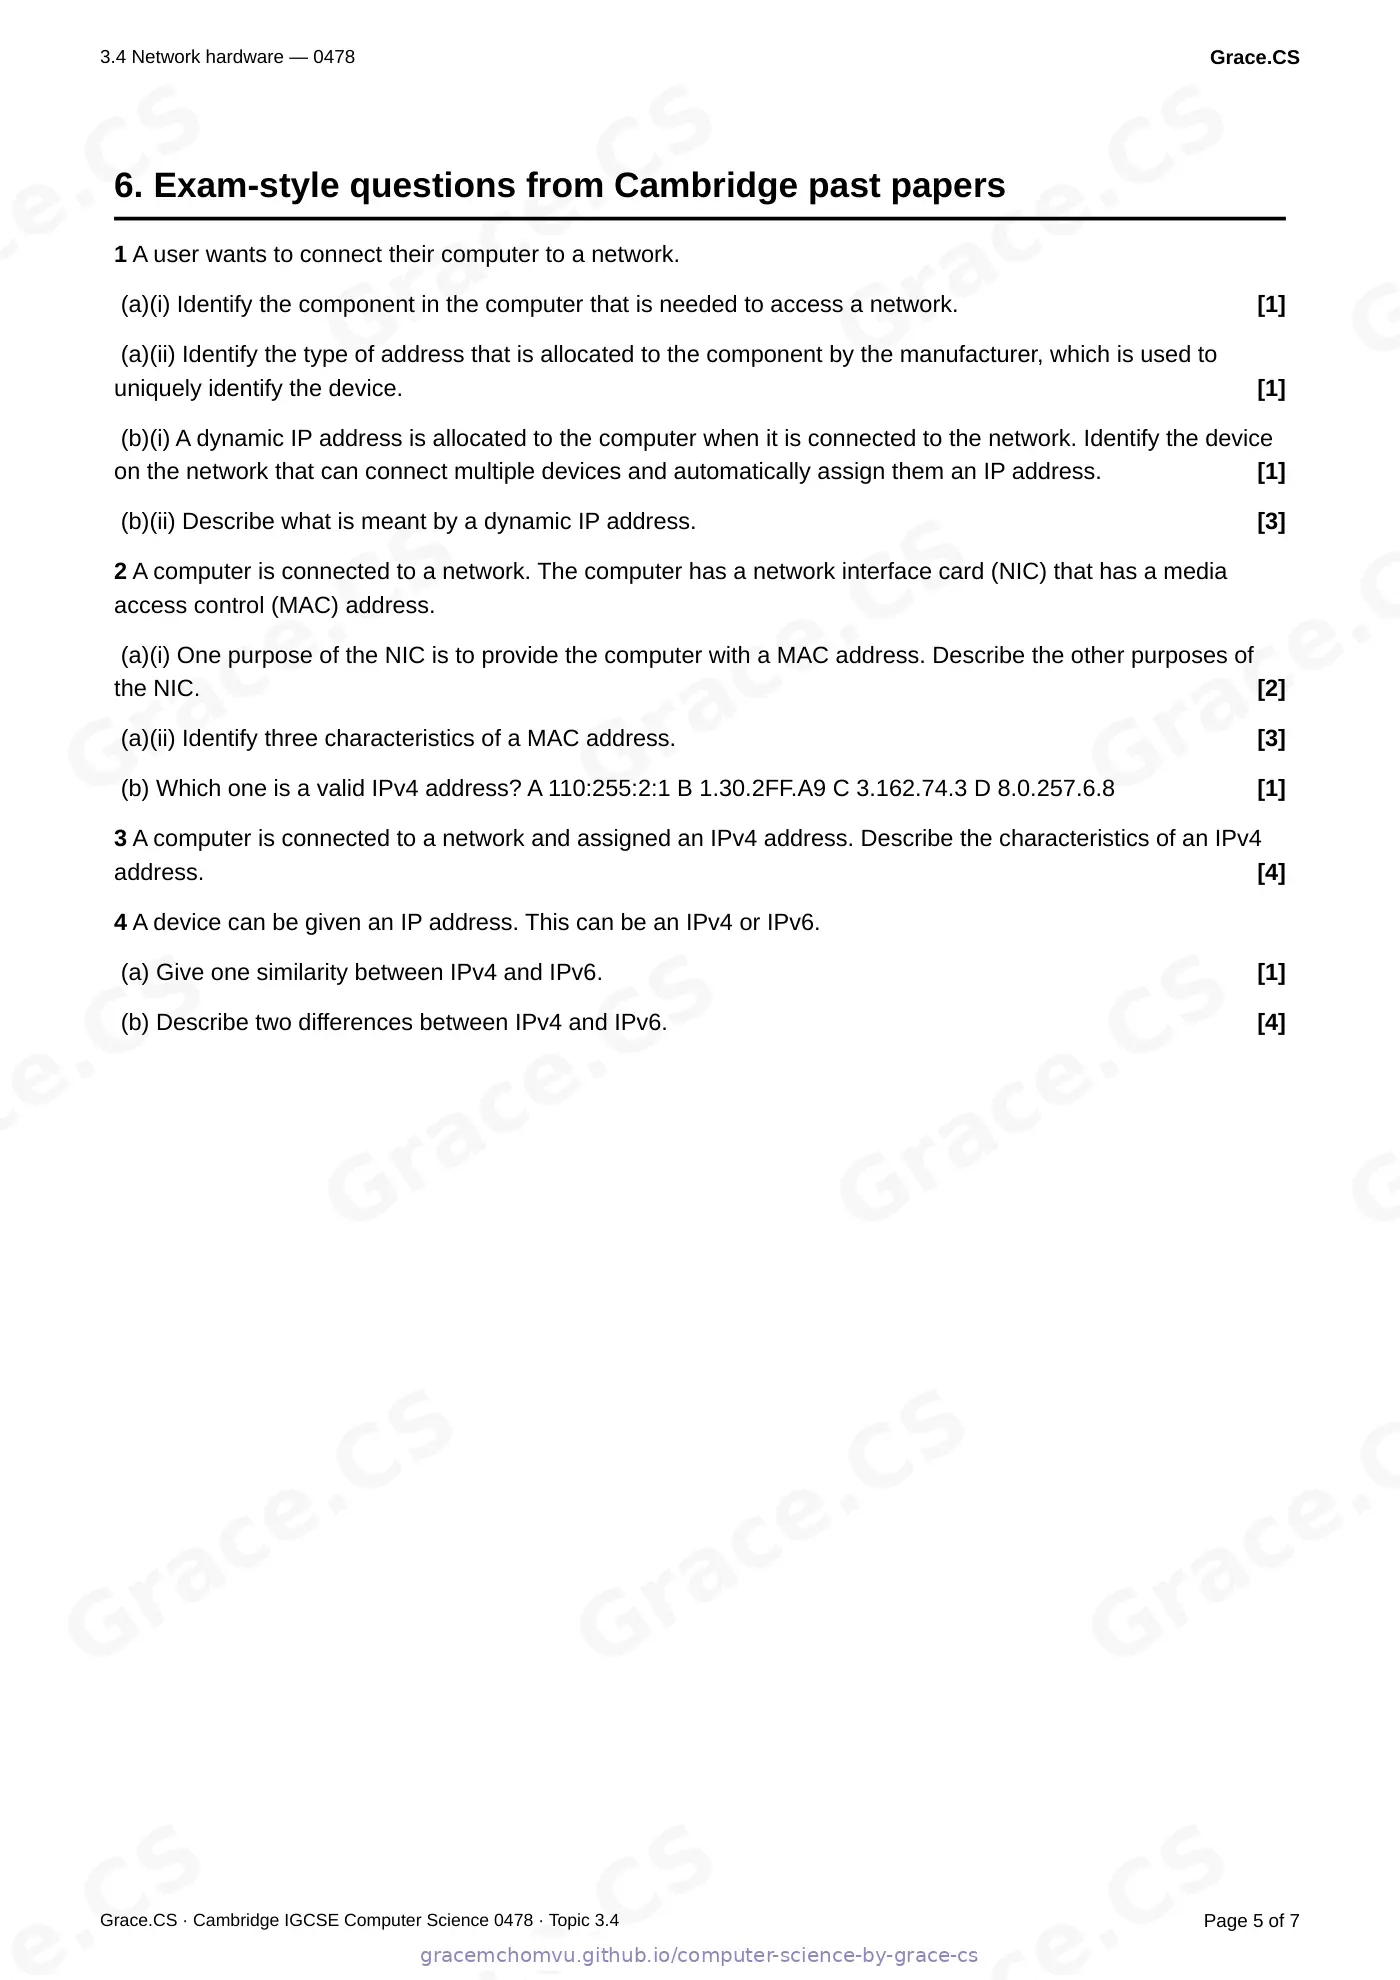 3.4 Network hardware — 0478
Grace.CS
6. Exam-style questions from Cambridge past papers
1 A user wants to connect their computer to a network.
(a)(i) Identify the component in the computer that is needed to access a network. [1]
(a)(ii) Identify the type of address that is allocated to the component by the manufacturer, which is used to
uniquely identify the device. [1]
(b)(i) A dynamic IP address is allocated to the computer when it is connected to the network. Identify the device
on the network that can connect multiple devices and automatically assign them an IP address. [1]
(b)(ii) Describe what is meant by a dynamic IP address. [3]
2 A computer is connected to a network. The computer has a network interface card (NIC) that has a media
access control (MAC) address.
(a)(i) One purpose of the NIC is to provide the computer with a MAC address. Describe the other purposes of
the NIC. [2]
(a)(ii) Identify three characteristics of a MAC address. [3]
(b) Which one is a valid IPv4 address? A 110:255:2:1 B 1.30.2FF.A9 C 3.162.74.3 D 8.0.257.6.8 [1]
3 A computer is connected to a network and assigned an IPv4 address. Describe the characteristics of an IPv4
address. [4]
4 A device can be given an IP address. This can be an IPv4 or IPv6.
(a) Give one similarity between IPv4 and IPv6. [1]
(b) Describe two differences between IPv4 and IPv6. [4]
Grace.CS · Cambridge IGCSE Computer Science 0478 · Topic 3.4
Page 5 of 7
gracemchomvu.github.io/computer-science-by-grace-cs